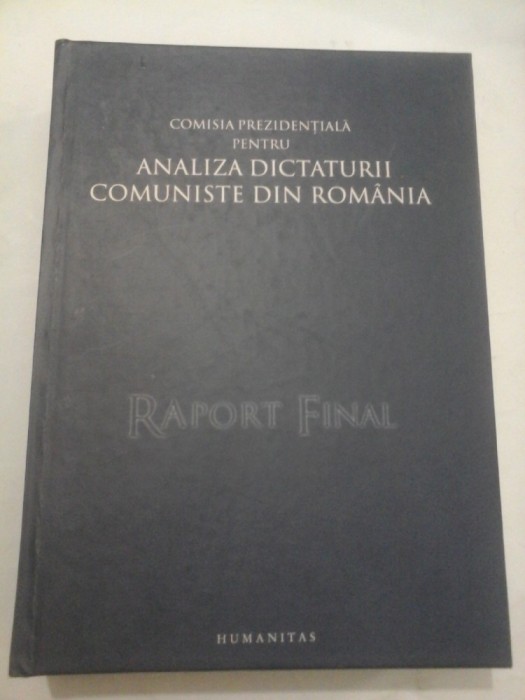 COMISIA PREZIDENȚIALĂ
PENTRU
ANALIZA DICTATURII
COMUNISTE DIN ROMÂNIA
RAPORT FINAL
HUMANITAS